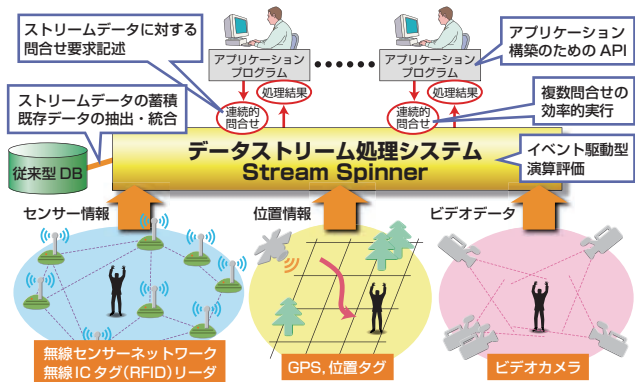 ストリームデータに対する
問合せ要求記述
アプリケーション
プログラム
アプリケーション
プログラム
アプリケーション
構築のための API
連続的
問合せ
処理結果
連続的
問合せ
処理結果
ストリームデータの蓄積
既存データの抽出・統合
複数問合せの
効率的実行
従来型 DB
データストリーム処理システム
Stream Spinner
イベント駆動型
演算評価
センサー情報
位置情報
ビデオデータ
無線センサーネットワーク
無線 IC タグ(RFID)リーダ
GPS, 位置タグ
ビデオカメラ